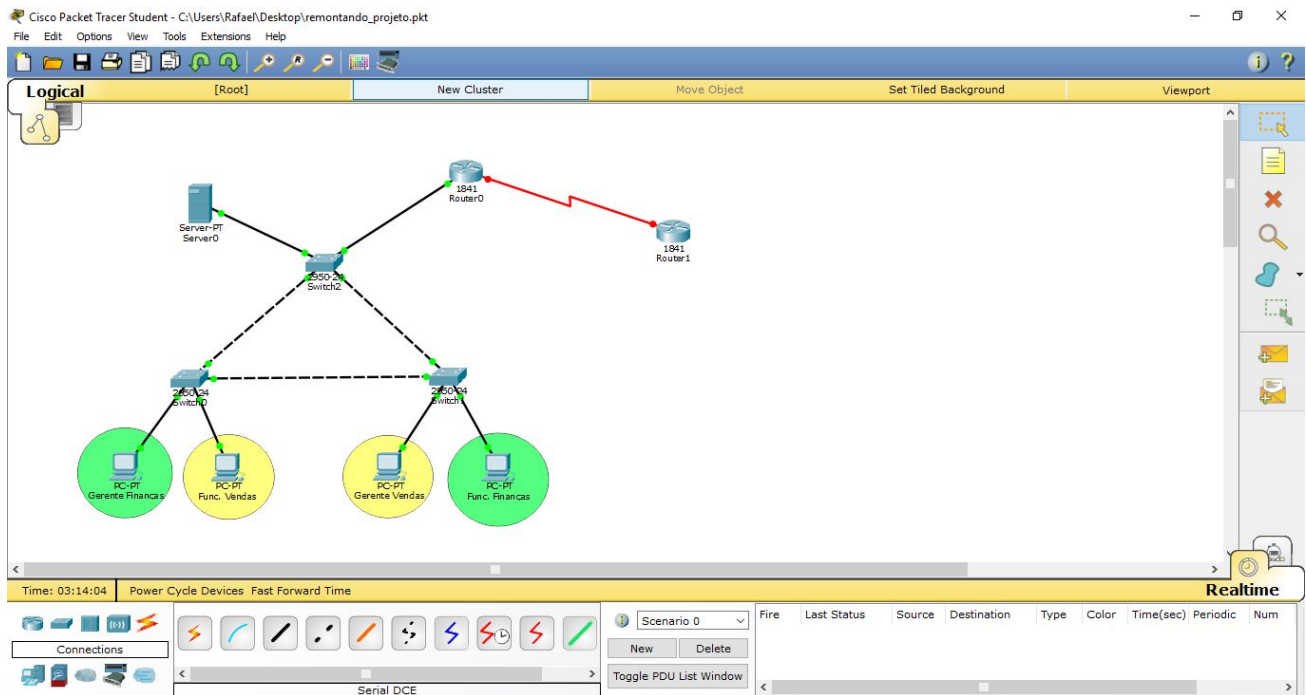 Cisco Packet Tracer Student - C:\Users\Rafael\Desktop\remontando_projeto.pkt
File Edit Options View Tools Extensions Help
Logical [Root] New Cluster Move Object Set Tiled Background Viewport
1841
Router0
Server-PT
Server0
1841
Router1
2950-24
Switch2
2950-24
Switch0
2950-24
Switch1
PC-PT
Gerente Finanças
PC-PT
Func. Vendas
PC-PT
Gerente Vendas
PC-PT
Func. Finanças
Time: 03:14:04 Power Cycle Devices Fast Forward Time Realtime
Connections
Serial DCE
Scenario 0
New Delete
Toggle PDU List Window
Fire Last Status Source Destination Type Color Time(sec) Periodic Num